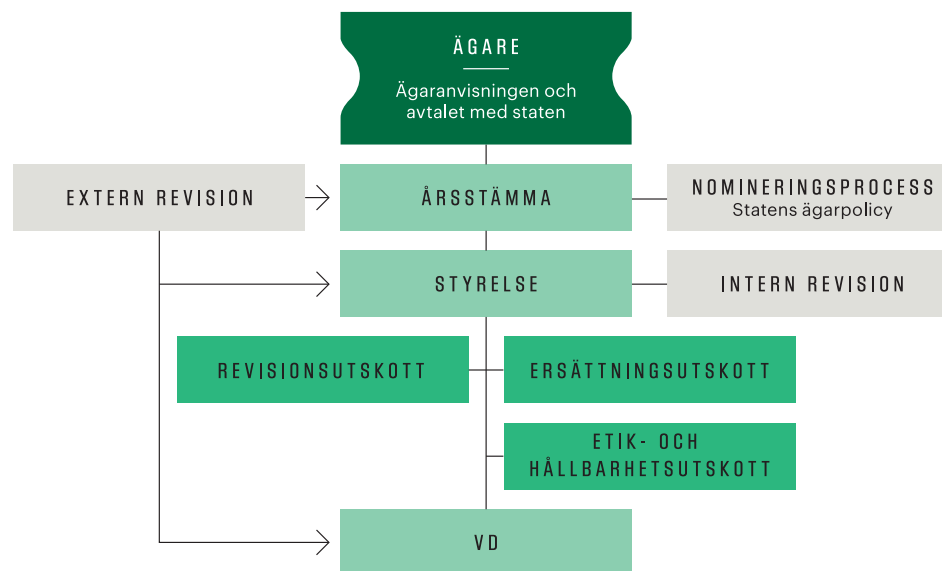 ÄGARE
Ägaranvisningen och
avtalet med staten
EXTERN REVISION
ÅRSSTÄMMA
NOMINERINGSPROCESS
Statens ägarpolicy
STYRELSE
INTERN REVISION
REVISIONSUTSKOTT
ERSÄTTNINGSUTSKOTT
ETIK- OCH
HÅLLBARHETSUTSKOTT
VD